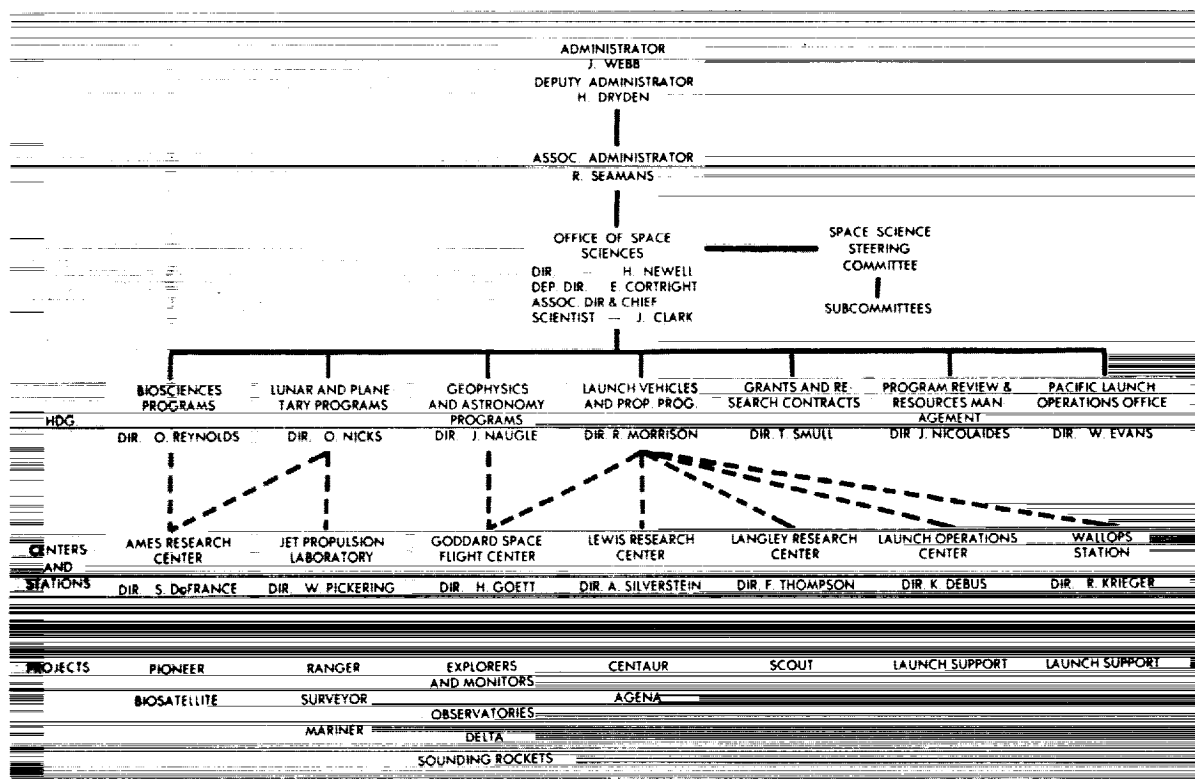 ADMINISTRATOR
J. WEBB
DEPUTY ADMINISTRATOR
H. DRYDEN
ASSOC. ADMINISTRATOR
R. SEAMANS
OFFICE OF SPACE
SCIENCES
DIR. — H. NEWELL
DEP. DIR. E. CORTRIGHT
ASSOC. DIR & CHIEF
SCIENTIST — J. CLARK
SPACE SCIENCE
STEERING
COMMITTEE
SUBCOMMITTEES
HDG.
BIOSCIENCES
PROGRAMS
DIR. O. REYNOLDS
LUNAR AND PLANE-
TARY PROGRAMS
DIR. O. NICKS
GEOPHYSICS
AND ASTRONOMY
PROGRAMS
DIR. J. NAUGLE
LAUNCH VEHICLES
AND PROP. PROG.
DIR. R. MORRISON
GRANTS AND RE-
SEARCH CONTRACTS
DIR. T. SMULL
PROGRAM REVIEW &
RESOURCES MAN
AGEMENT
DIR J. NICOLAIDES
PACIFIC LAUNCH
OPERATIONS OFFICE
DIR. W. EVANS
CENTERS
AND
STATIONS
AMES RESEARCH
CENTER
DIR. S. DeFRANCE
JET PROPULSION
LABORATORY
DIR. W. PICKERING
GODDARD SPACE
FLIGHT CENTER
DIR. H. GOETT
LEWIS RESEARCH
CENTER
DIR. A. SILVERSTEIN
LANGLEY RESEARCH
CENTER
DIR. F. THOMPSON
LAUNCH OPERATIONS
CENTER
DIR. K. DEBUS
WALLOPS
STATION
DIR. R. KRIEGER
PROJECTS
PIONEER
BIOSATELLITE
RANGER
SURVEYOR
MARINER
EXPLORERS
AND MONITORS
OBSERVATORIES
DELTA
SOUNDING ROCKETS
CENTAUR
AGENA
SCOUT
LAUNCH SUPPORT
LAUNCH SUPPORT